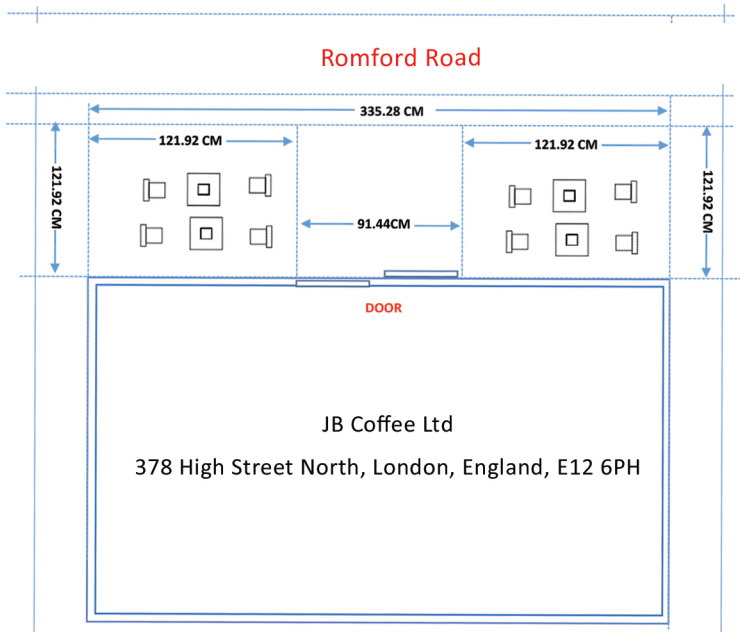 Romford Road
335.28 CM
121.92 CM
121.92 CM
121.92 CM
121.92 CM
91.44CM
DOOR
JB Coffee Ltd
378 High Street North, London, England, E12 6PH